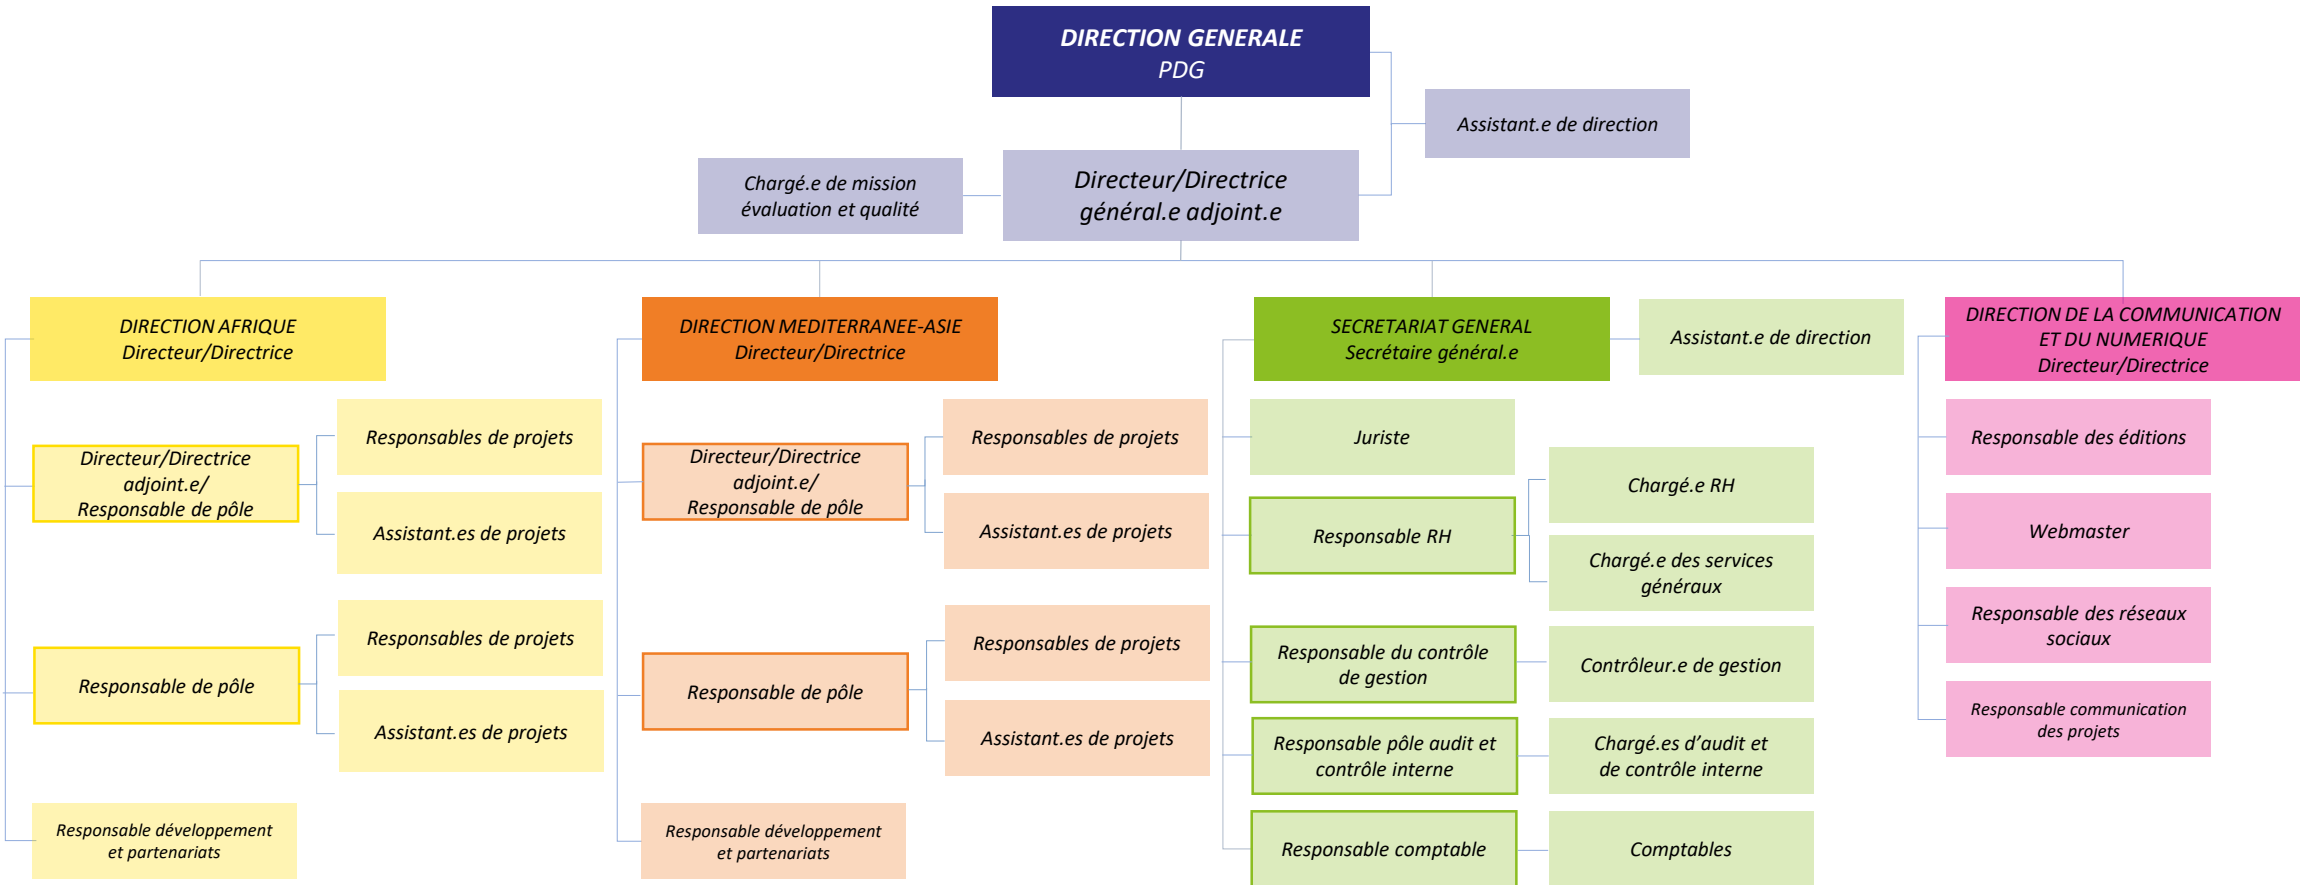 DIRECTION GENERALE
PDG
Assistant.e de direction
Chargé.e de mission
évaluation et qualité
Directeur/Directrice
général.e adjoint.e
DIRECTION AFRIQUE
Directeur/Directrice
Directeur/Directrice
adjoint.e/
Responsable de pôle
Responsables de projets
Assistant.es de projets
Responsable de pôle
Responsables de projets
Assistant.es de projets
Responsable développement
et partenariats
DIRECTION MEDITERRANEE-ASIE
Directeur/Directrice
Directeur/Directrice
adjoint.e/
Responsable de pôle
Responsables de projets
Assistant.es de projets
Responsable de pôle
Responsables de projets
Assistant.es de projets
Responsable développement
et partenariats
SECRETARIAT GENERAL
Secrétaire général.e
Assistant.e de direction
Juriste
Responsable RH
Chargé.e RH
Chargé.e des services
généraux
Responsable du contrôle
de gestion
Contrôleur.e de gestion
Responsable pôle audit et
contrôle interne
Chargé.es d’audit et
de contrôle interne
Responsable comptable
Comptables
DIRECTION DE LA COMMUNICATION
ET DU NUMERIQUE
Directeur/Directrice
Responsable des éditions
Webmaster
Responsable des réseaux
sociaux
Responsable communication
des projets